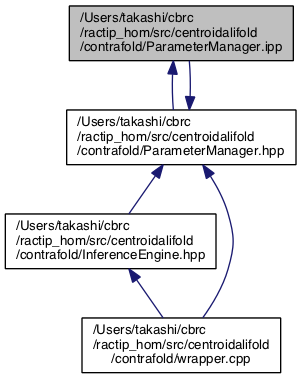 /Users/takashi/cbrc
/ractip_hom/src/centroidalifold
/contrafold/ParameterManager.ipp
/Users/takashi/cbrc
/ractip_hom/src/centroidalifold
/contrafold/ParameterManager.hpp
/Users/takashi/cbrc
/ractip_hom/src/centroidalifold
/contrafold/InferenceEngine.hpp
/Users/takashi/cbrc
/ractip_hom/src/centroidalifold
/contrafold/wrapper.cpp